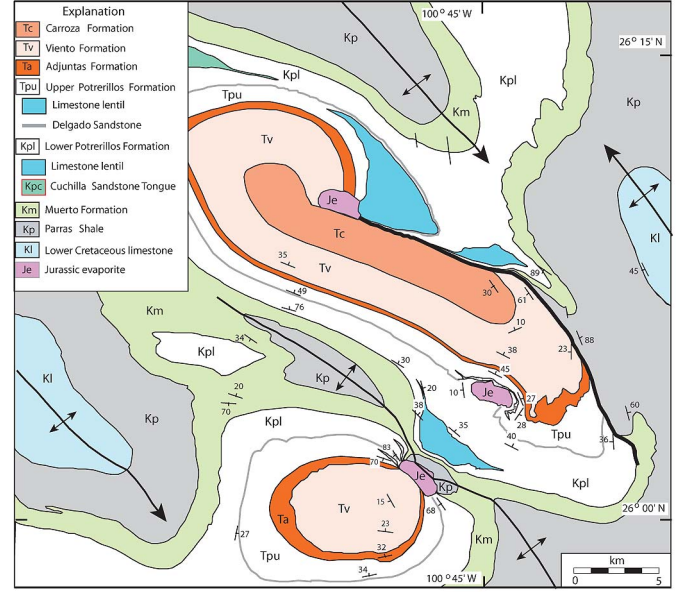 Explanation
Tc Carroza Formation
Tv Viento Formation
Ta Adjuntas Formation
Tpu Upper Potrerillos Formation
Limestone lentil
Delgado Sandstone
Kpl Lower Potrerillos Formation
Limestone lentil
Kpc Cuchilla Sandstone Tongue
Km Muerto Formation
Kp Parras Shale
Kl Lower Cretaceous limestone
Je Jurassic evaporite
100° 45' W
26° 15' N
Kp
Kpl
Kpl
Tpu
Km
Kp
Tv
Je
Kl
Tc
35
Tv
45
89
30
61
49
76
10
Km
34
88
38
23
Kpl
30
45
Kl
Kp
20
10
Je
27
20
70
38
60
Kp
28
Kpl
35
40
Tpu
36
83
70
Je
Kp
Kpl
Ta
Tv
15
68
26° 00' N
27
23
Km
32
Tpu
34
100° 45' W
km
0 5